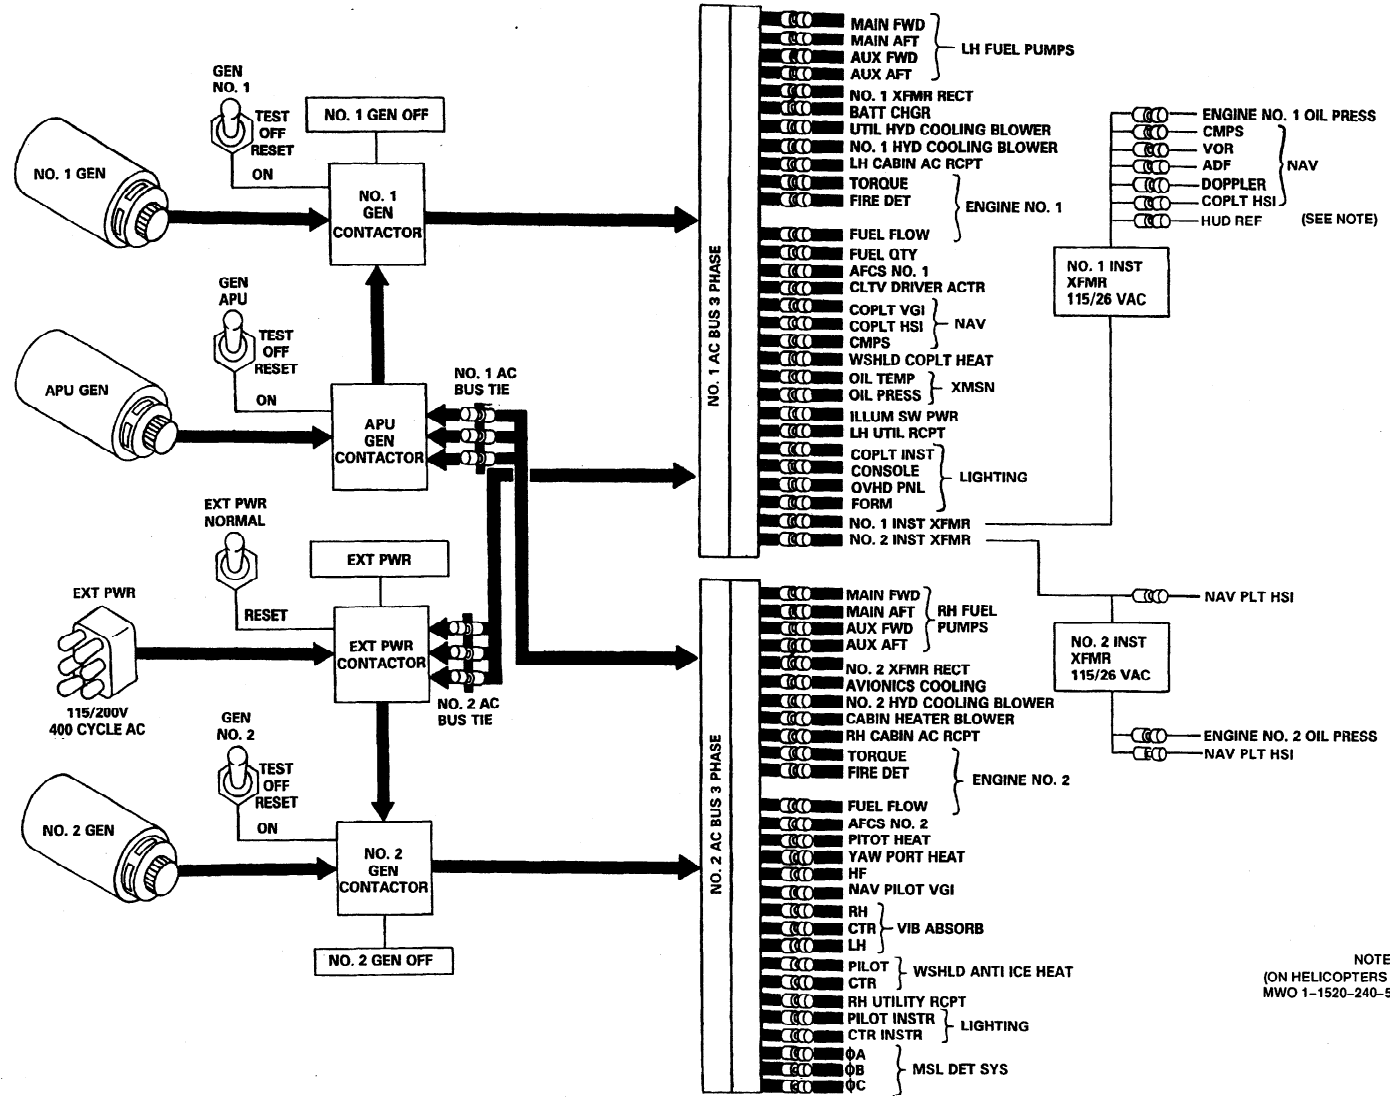 GEN
NO. 1
TEST
OFF
RESET
ON
NO. 1 GEN
NO. 1 GEN OFF
NO. 1
GEN
CONTACTOR
GEN
APU
TEST
OFF
RESET
ON
APU GEN
APU
GEN
CONTACTOR
NO. 1 AC
BUS TIE
EXT PWR
NORMAL
RESET
EXT PWR
EXT PWR
115/200V
400 CYCLE AC
EXT PWR
CONTACTOR
NO. 2 AC
BUS TIE
GEN
NO. 2
TEST
OFF
RESET
ON
NO. 2 GEN
NO. 2
GEN
CONTACTOR
NO. 2 GEN OFF
NO. 1 AC BUS 3 PHASE
MAIN FWD
MAIN AFT
AUX FWD
AUX AFT
LH FUEL PUMPS
NO. 1 XFMR RECT
BATT CHGR
UTIL HYD COOLING BLOWER
NO. 1 HYD COOLING BLOWER
LH CABIN AC RCPT
TORQUE
FIRE DET
FUEL FLOW
ENGINE NO. 1
FUEL QTY
AFCS NO. 1
CLTV DRIVER ACTR
COPLT VGI
COPLT HSI
CMPS
NAV
WSHLD COPLT HEAT
OIL TEMP
OIL PRESS
XMSN
ILLUM SW PWR
LH UTIL RCPT
COPLT INST
CONSOLE
OVHD PNL
FORM
LIGHTING
NO. 1 INST XFMR
NO. 2 INST XFMR
NO. 2 AC BUS 3 PHASE
MAIN FWD
MAIN AFT
AUX FWD
AUX AFT
RH FUEL
PUMPS
NO. 2 XFMR RECT
AVIONICS COOLING
NO. 2 HYD COOLING BLOWER
CABIN HEATER BLOWER
RH CABIN AC RCPT
TORQUE
FIRE DET
FUEL FLOW
ENGINE NO. 2
AFCS NO. 2
PITOT HEAT
YAW PORT HEAT
HF
NAV PILOT VGI
RH
CTR
LH
VIB ABSORB
PILOT
CTR
WSHLD ANTI ICE HEAT
RH UTILITY RCPT
PILOT INSTR
CTR INSTR
LIGHTING
ΦA
ΦB
ΦC
MSL DET SYS
ENGINE NO. 1 OIL PRESS
CMPS
VOR
ADF
DOPPLER
COPLT HSI
NAV
HUD REF (SEE NOTE)
NO. 1 INST
XFMR
115/26 VAC
NAV PLT HSI
NO. 2 INST
XFMR
115/26 VAC
ENGINE NO. 2 OIL PRESS
NAV PLT HSI
NOTE
(ON HELICOPTERS
MWO 1-1520-240-5